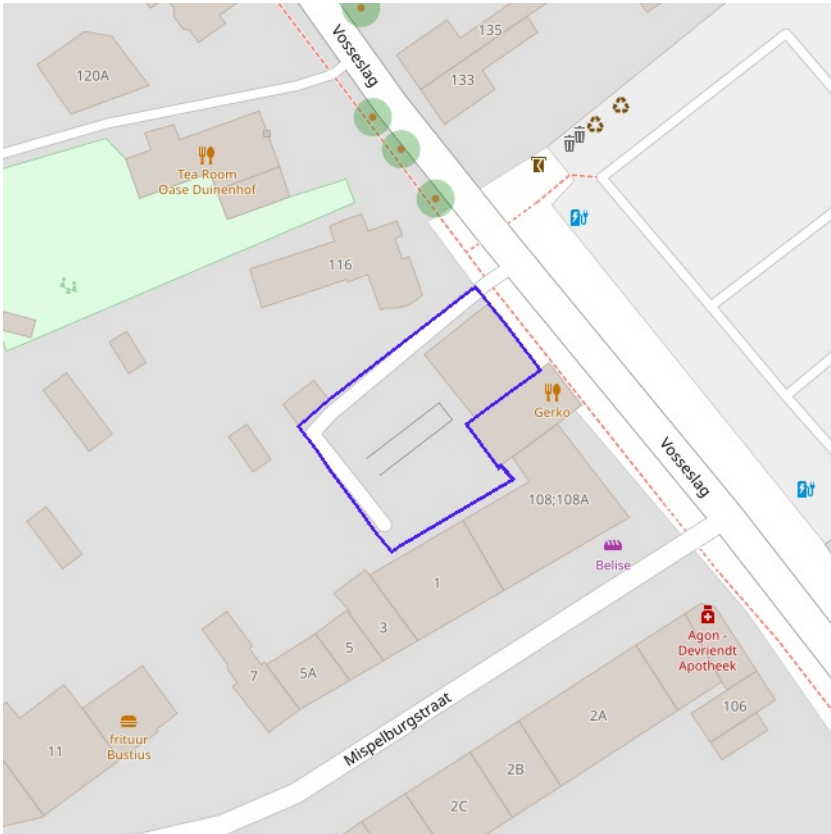 Vosseslag
135
133
120A
Tea Room
Oase Duinenhof
116
Gerko
Vosseslag
108;108A
Belise
1
3
5
5A
7
Agon -
Devriendt
Apotheek
106
2A
Mispelburgstraat
frituur
Bustius
11
2B
2C